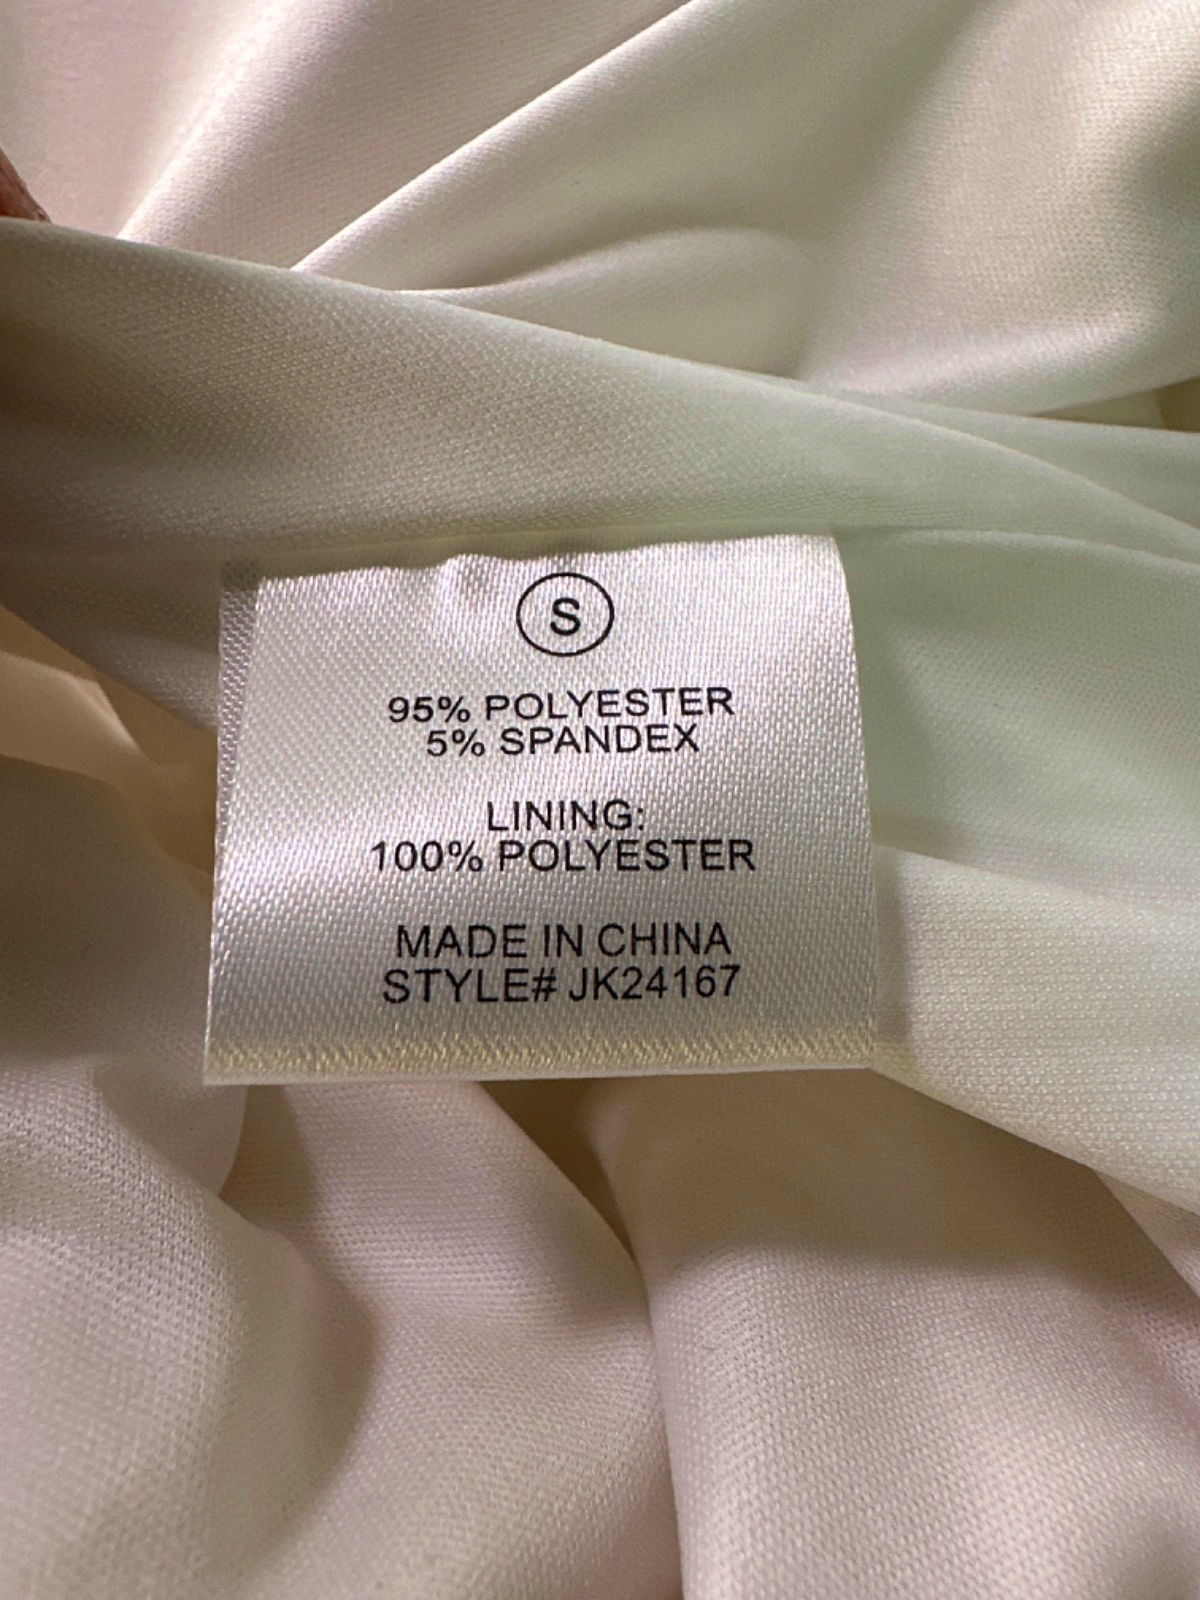 S
95% POLYESTER
5% SPANDEX
LINING:
100% POLYESTER
MADE IN CHINA
STYLE# JK24167